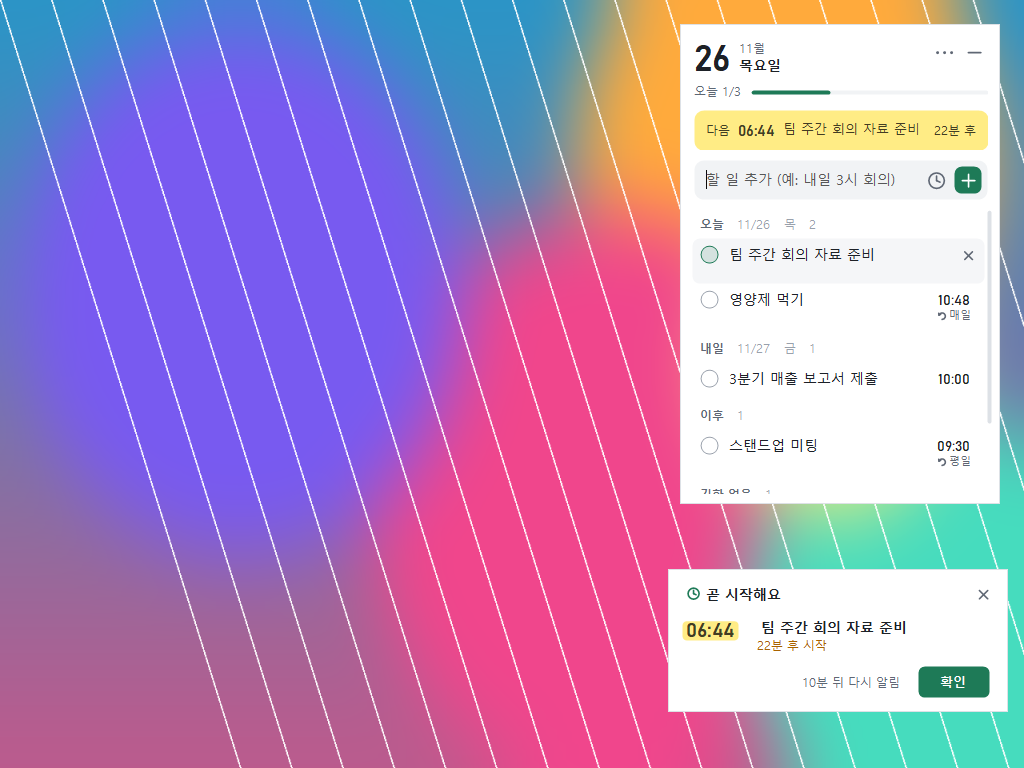 26
11월
목요일
오늘 1/3
다음 06:44 팀 주간 회의 자료 준비 22분 후
할 일 추가 (예: 내일 3시 회의)
오늘 11/26 목 2
팀 주간 회의 자료 준비
영양제 먹기 10:48
매일
내일 11/27 금 1
3분기 매출 보고서 제출 10:00
이후 1
스탠드업 미팅 09:30
평일
곧 시작해요
06:44 팀 주간 회의 자료 준비
22분 후 시작
10분 뒤 다시 알림 확인